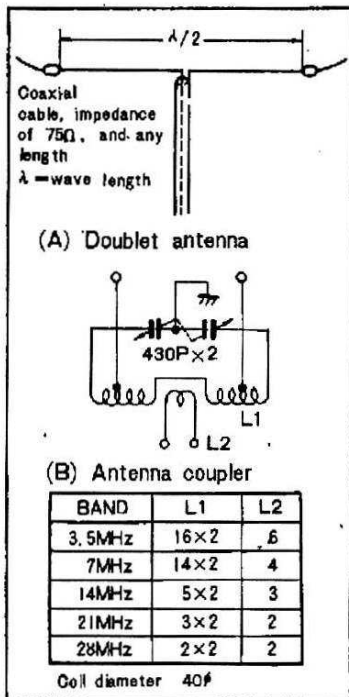 λ/2
Coaxial
cable, impedance
of 75Ω, and any
length
λ=wave length
(A) Doublet antenna
430P×2
L1
L2
(B) Antenna coupler
BAND L1 L2
3.5MHz 16×2 6
7MHz 14×2 4
14MHz 5×2 3
21MHz 3×2 2
28MHz 2×2 2
Coil diameter 40∮